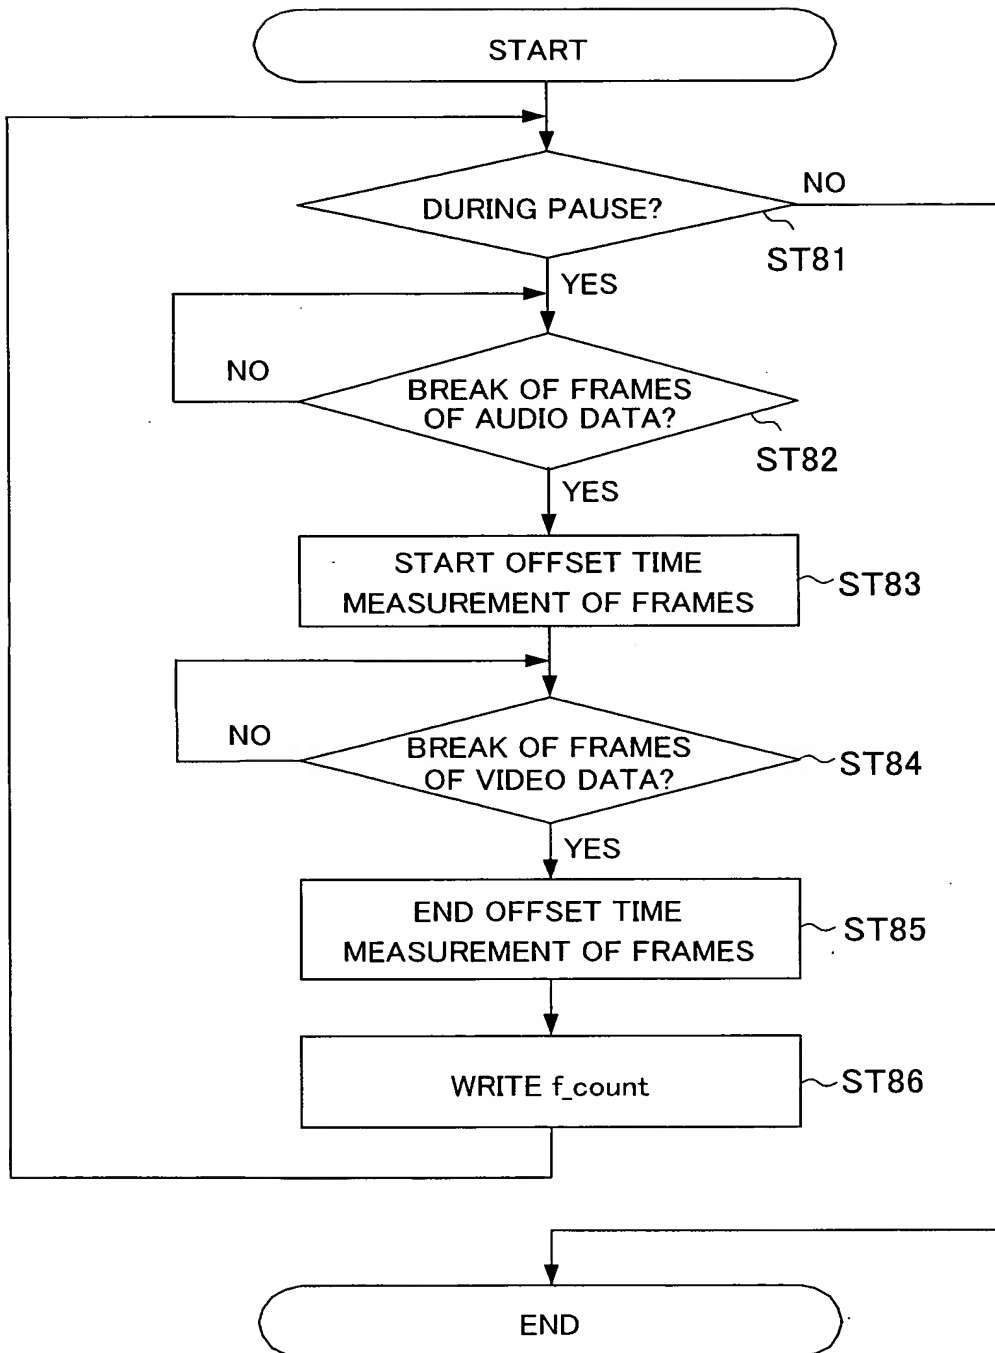 START
NO
DURING PAUSE?
ST81
YES
NO
BREAK OF FRAMES
OF AUDIO DATA?
ST82
YES
START OFFSET TIME
MEASUREMENT OF FRAMES
ST83
NO
BREAK OF FRAMES
OF VIDEO DATA?
ST84
YES
END OFFSET TIME
MEASUREMENT OF FRAMES
ST85
WRITE f_count
ST86
END